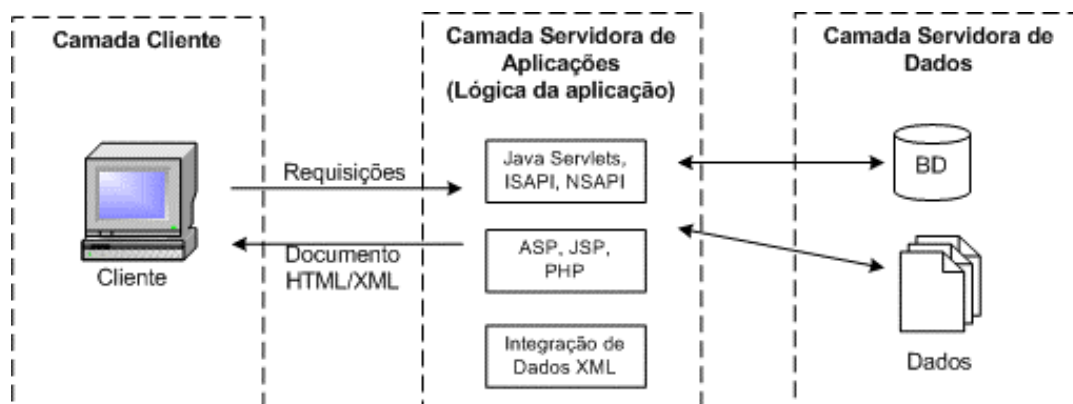 Camada Cliente
Cliente
Requisições
Documento
HTML/XML
Camada Servidora de
Aplicações
(Lógica da aplicação)
Java Servlets,
ISAPI, NSAPI
ASP, JSP,
PHP
Integração de
Dados XML
Camada Servidora de
Dados
BD
Dados